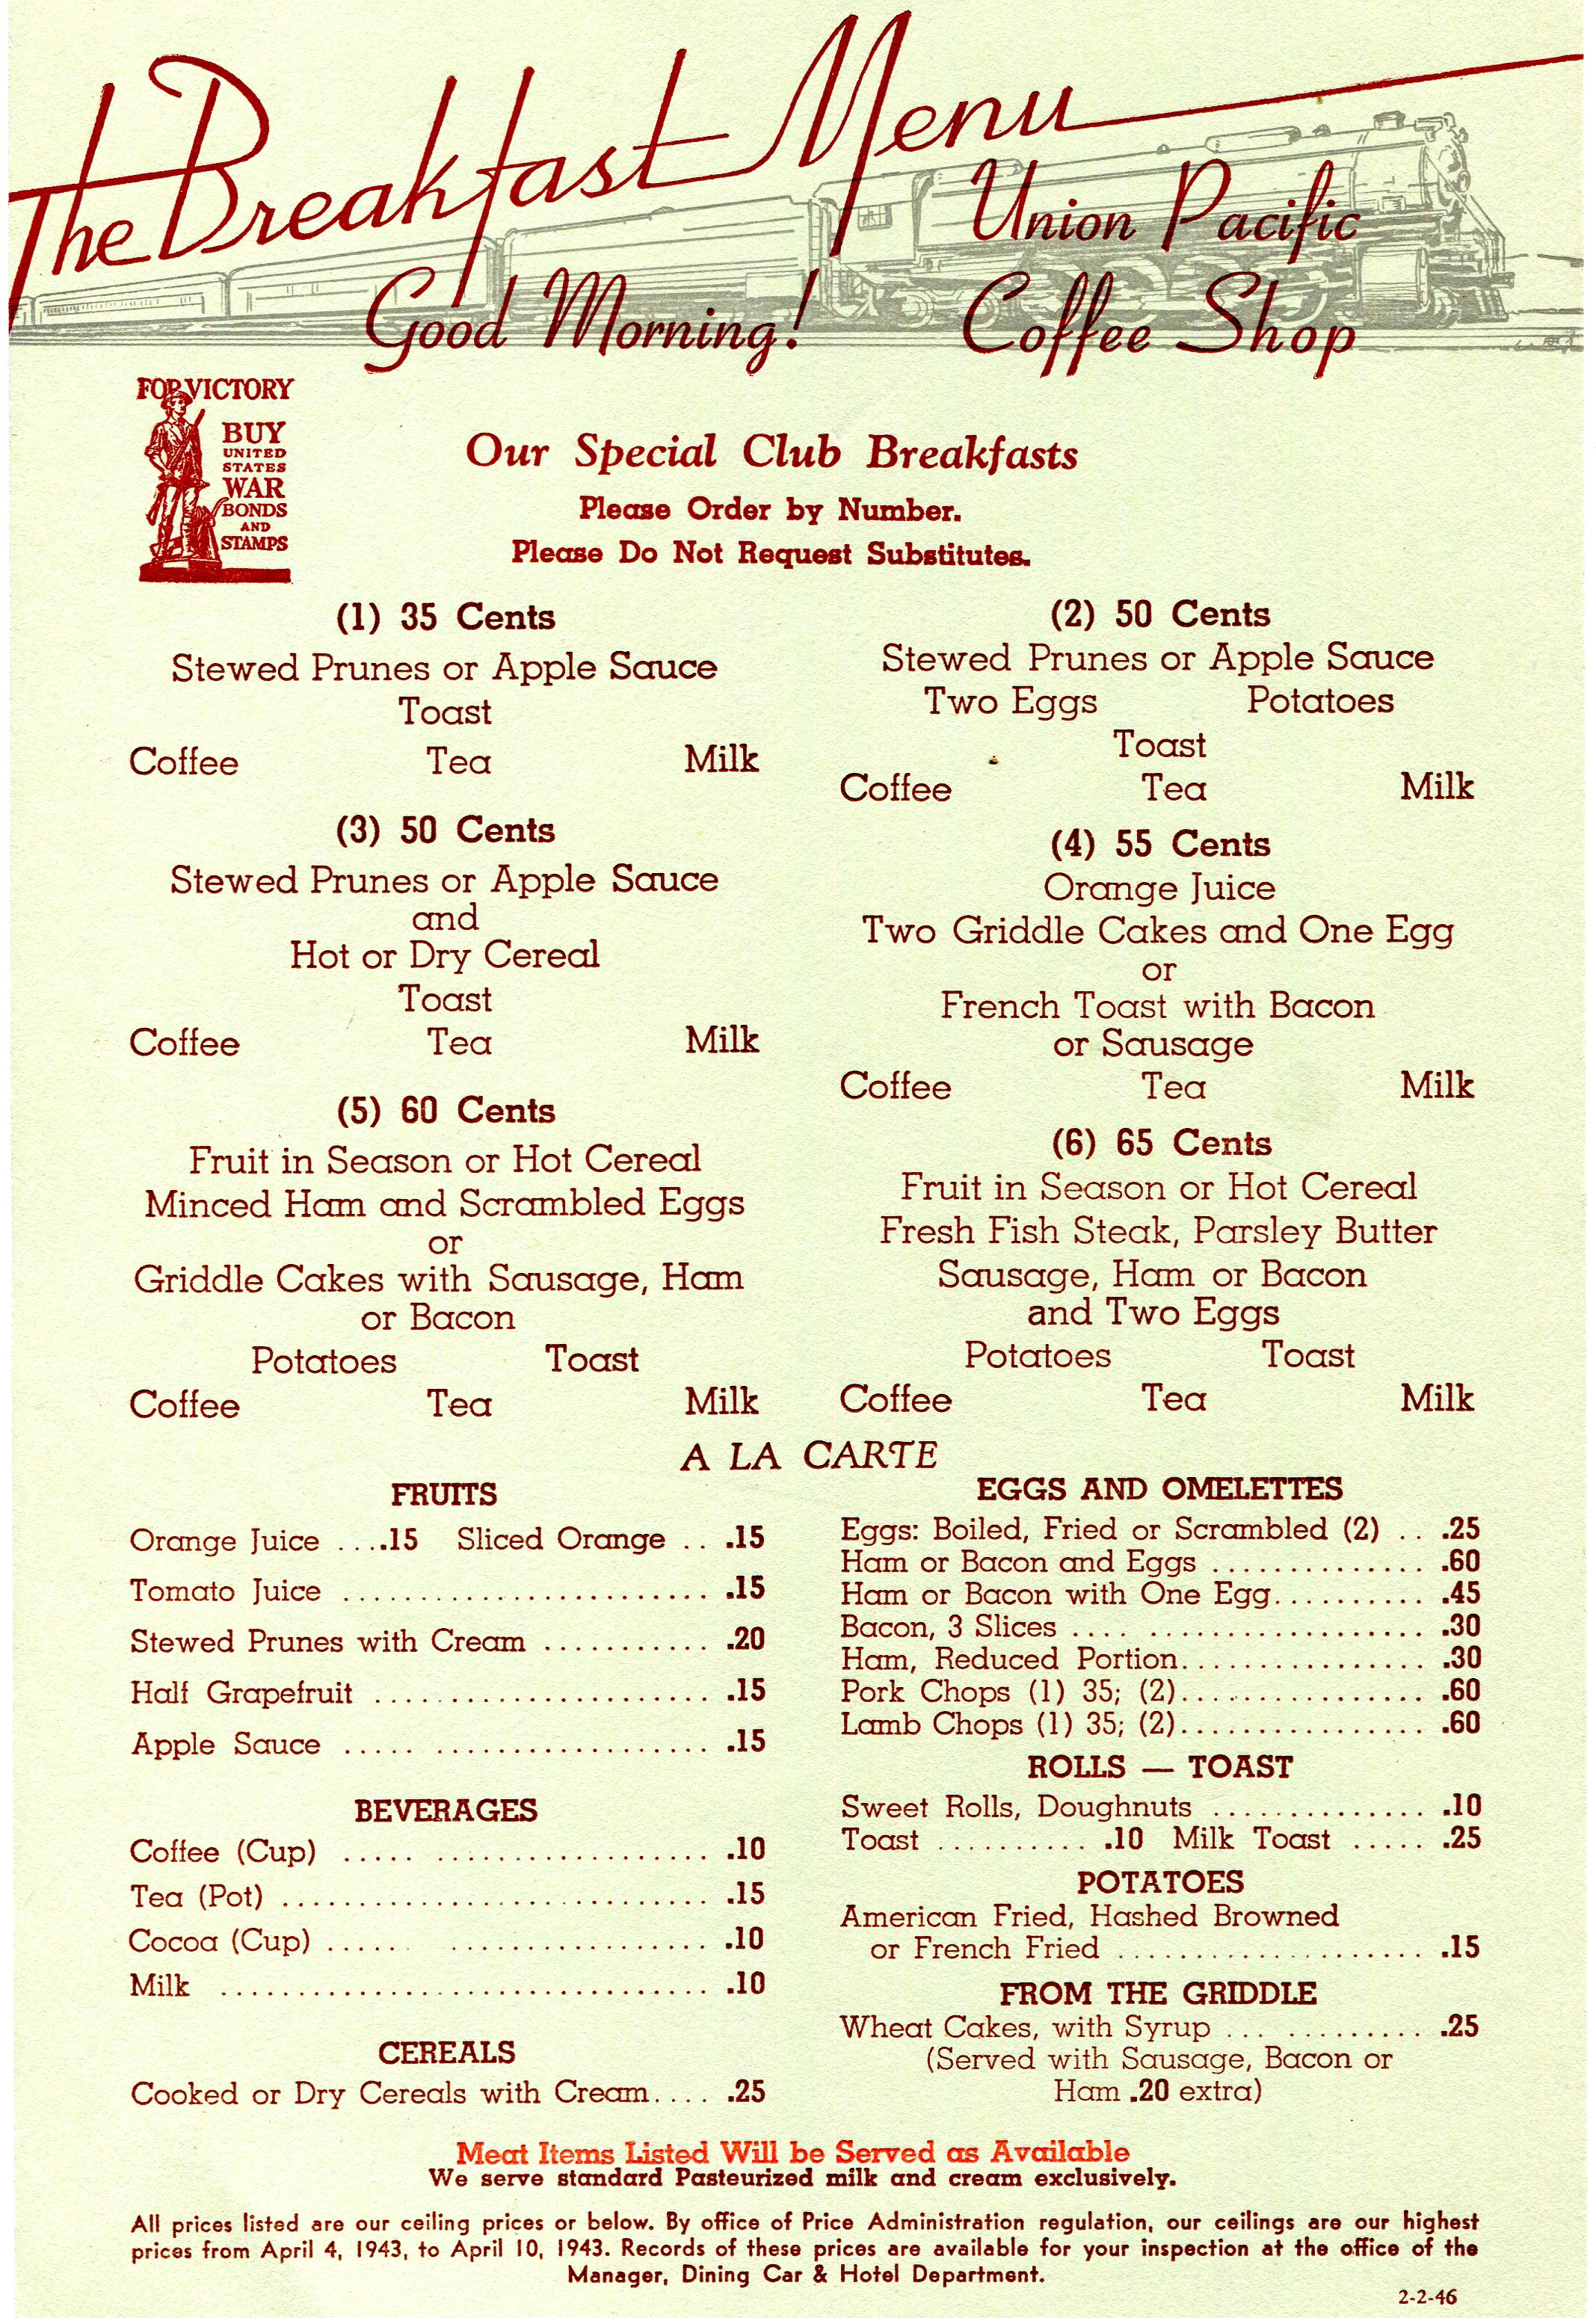 The Breakfast Menu
Union Pacific
Good Morning!
Coffee Shop
FOR VICTORY
BUY
UNITED
STATES
WAR
BONDS
AND
STAMPS
Our Special Club Breakfasts
Please Order by Number.
Please Do Not Request Substitutes.
(1) 35 Cents
Stewed Prunes or Apple Sauce
Toast
Coffee Tea Milk
(2) 50 Cents
Stewed Prunes or Apple Sauce
Two Eggs Potatoes
Toast
Coffee Tea Milk
(3) 50 Cents
Stewed Prunes or Apple Sauce
and
Hot or Dry Cereal
Toast
Coffee Tea Milk
(4) 55 Cents
Orange Juice
Two Griddle Cakes and One Egg
or
French Toast with Bacon
or Sausage
Coffee Tea Milk
(5) 60 Cents
Fruit in Season or Hot Cereal
Minced Ham and Scrambled Eggs
or
Griddle Cakes with Sausage, Ham
or Bacon
Potatoes Toast
Coffee Tea Milk
(6) 65 Cents
Fruit in Season or Hot Cereal
Fresh Fish Steak, Parsley Butter
Sausage, Ham or Bacon
and Two Eggs
Potatoes Toast
Coffee Tea Milk
A LA CARTE
FRUITS
Orange Juice ....15 Sliced Orange .. .15
Tomato Juice ........................ .15
Stewed Prunes with Cream ........... .20
Half Grapefruit ...................... .15
Apple Sauce ..... .................. .15
BEVERAGES
Coffee (Cup) ..... .................. .10
Tea (Pot) ............................ .15
Cocoa (Cup) ...... ................. .10
Milk ................................ .10
CEREALS
Cooked or Dry Cereals with Cream.... .25
EGGS AND OMELETTES
Eggs: Boiled, Fried or Scrambled (2) .. .25
Ham or Bacon and Eggs .............. .60
Ham or Bacon with One Egg.......... .45
Bacon, 3 Slices .... .................. .30
Ham, Reduced Portion................ .30
Pork Chops (1) 35; (2)................ .60
Lamb Chops (1) 35; (2)................ .60
ROLLS — TOAST
Sweet Rolls, Doughnuts .............. .10
Toast .......... .10 Milk Toast ..... .25
POTATOES
American Fried, Hashed Browned
or French Fried .................... .15
FROM THE GRIDDLE
Wheat Cakes, with Syrup ... ......... .25
(Served with Sausage, Bacon or
Ham .20 extra)
Meat Items Listed Will be Served as Available
We serve standard Pasteurized milk and cream exclusively.
All prices listed are our ceiling prices or below. By office of Price Administration regulation, our ceilings are our highest
prices from April 4, 1943, to April 10, 1943. Records of these prices are available for your inspection at the office of the
Manager, Dining Car & Hotel Department.
2-2-46